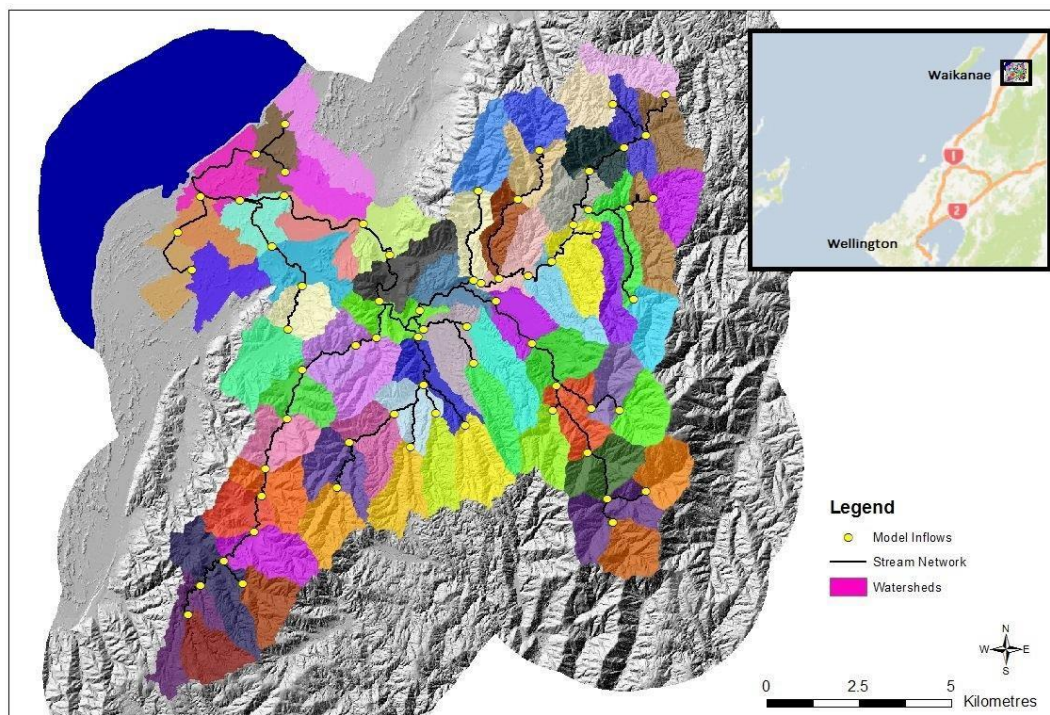 Waikanae
1
2
Wellington
Legend
Model Inflows
Stream Network
Watersheds
N
W E
S
0 2.5 5
Kilometres